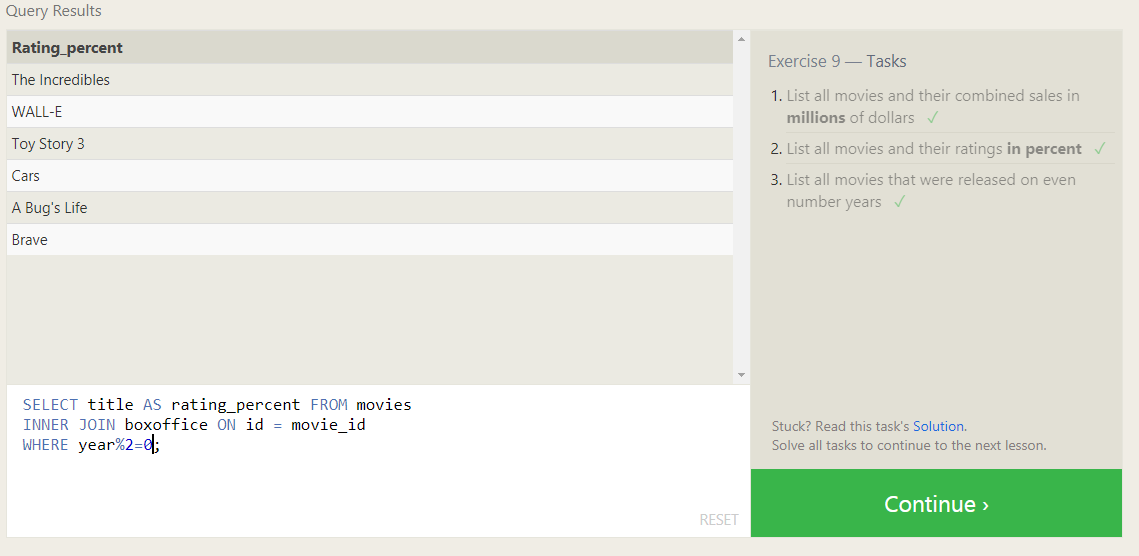 Query Results
Rating_percent
The Incredibles
WALL-E
Toy Story 3
Cars
A Bug's Life
Brave
SELECT title AS rating_percent FROM movies
INNER JOIN boxoffice ON id = movie_id
WHERE year%2=0;
RESET
Exercise 9 — Tasks
1. List all movies and their combined sales in
millions of dollars ✓
2. List all movies and their ratings in percent ✓
3. List all movies that were released on even
number years ✓
Stuck? Read this task's Solution.
Solve all tasks to continue to the next lesson.
Continue ›